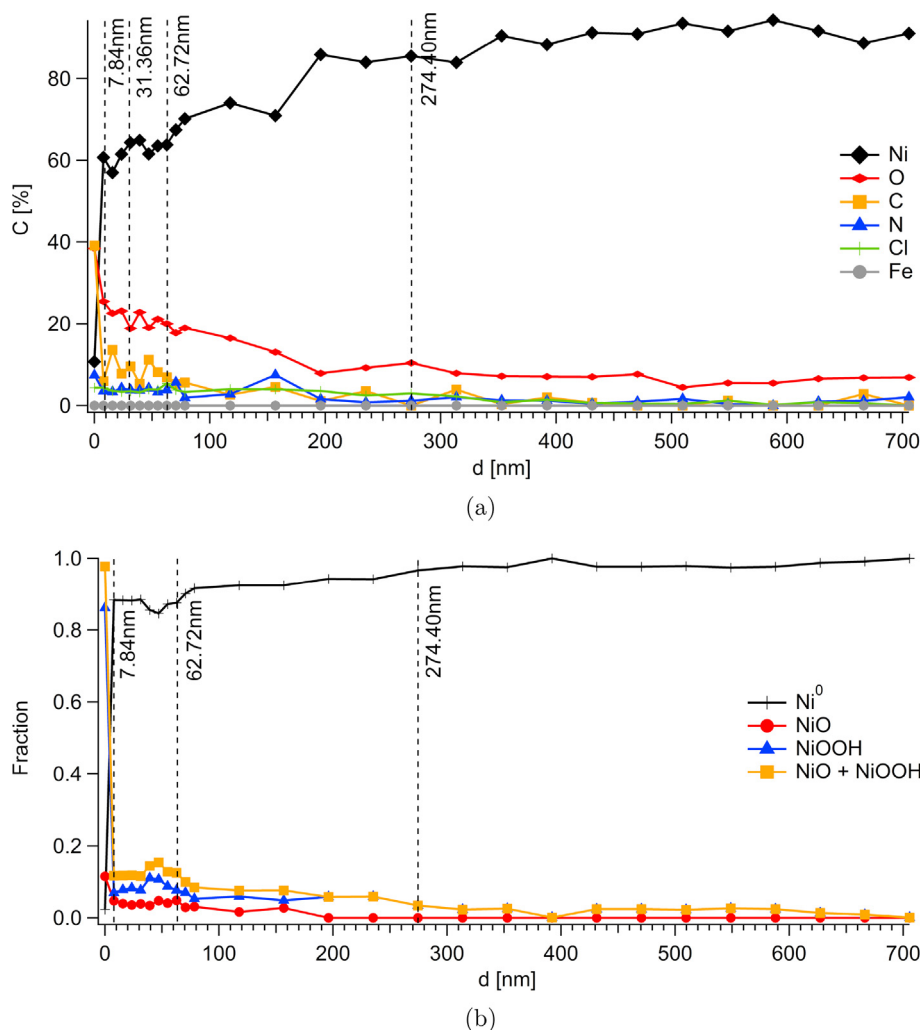 7.84nm
31.36nm
62.72nm
274.40nm
80
60
40
20
0
C [%]
Ni
O
C
N
Cl
Fe
0 100 200 300 400 500 600 700
d [nm]
(a)
1.0
0.8
0.6
0.4
0.2
0.0
Fraction
7.84nm
62.72nm
274.40nm
Ni⁰
NiO
NiOOH
NiO + NiOOH
0 100 200 300 400 500 600 700
d [nm]
(b)